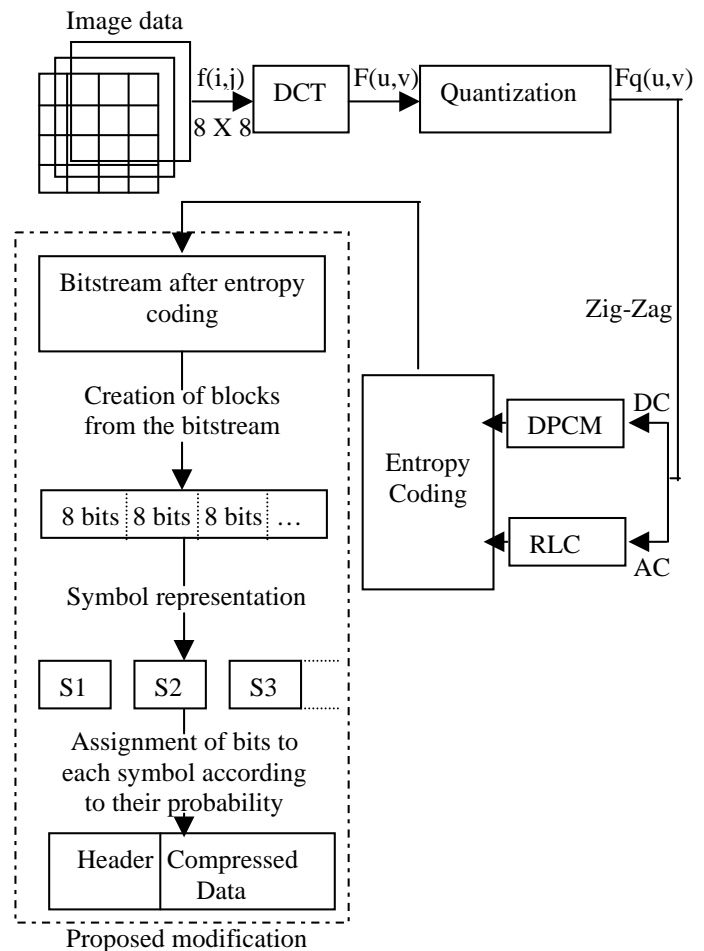 Image data
f(i,j)
8 X 8
DCT
F(u,v)
Quantization
Fq(u,v)
Zig-Zag
DC
DPCM
RLC
AC
Entropy
Coding
Bitstream after entropy
coding
Creation of blocks
from the bitstream
8 bits 8 bits 8 bits …
Symbol representation
S1 S2 S3
Assignment of bits to
each symbol according
to their probability
Header Compressed
Data
Proposed modification